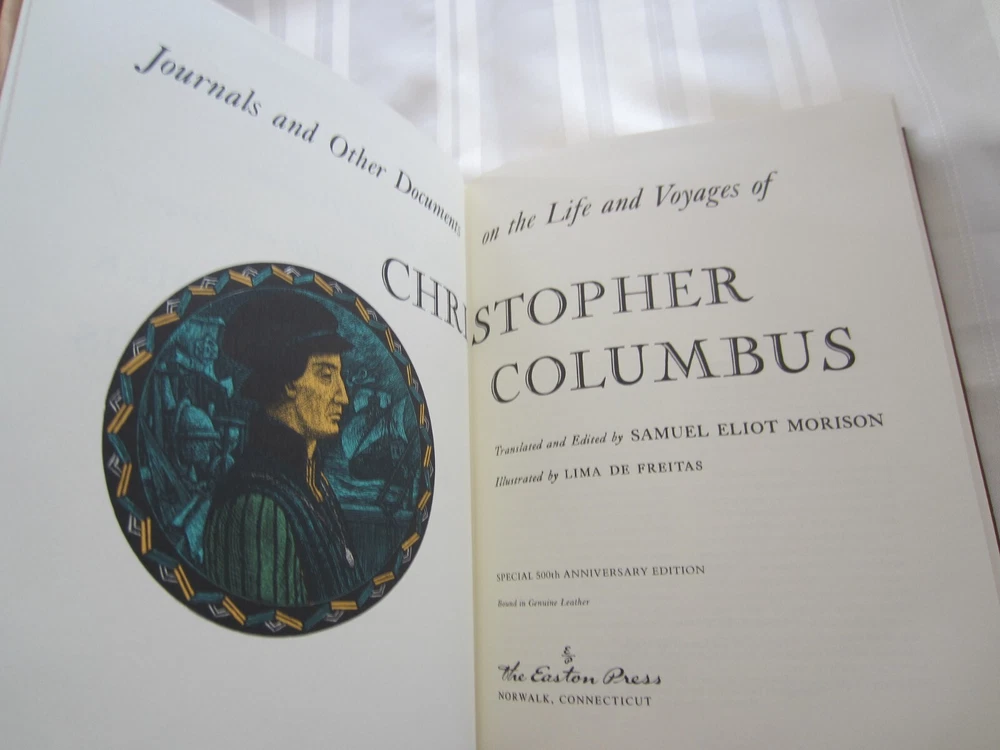 Journals and Other Documents on the Life and Voyages of
CHRISTOPHER
COLUMBUS
Translated and Edited by SAMUEL ELIOT MORISON
Illustrated by LIMA DE FREITAS
SPECIAL 500th ANNIVERSARY EDITION
Bound in Genuine Leather
E
P
The Easton Press
NORWALK, CONNECTICUT